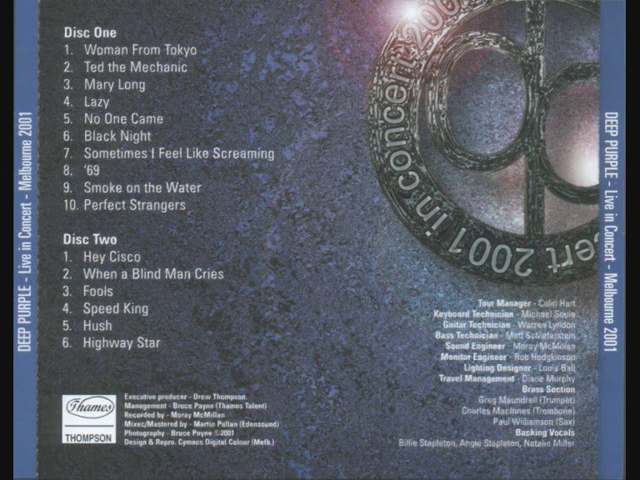 DEEP PURPLE - Live in Concert - Melbourne 2001
Disc One
1. Woman From Tokyo
2. Ted the Mechanic
3. Mary Long
4. Lazy
5. No One Came
6. Black Night
7. Sometimes I Feel Like Screaming
8. '69
9. Smoke on the Water
10. Perfect Strangers
Disc Two
1. Hey Cisco
2. When a Blind Man Cries
3. Fools
4. Speed King
5. Hush
6. Highway Star
2001 in concert 2001 in concert
Tour Manager - Colin Hart
Keyboard Technician - Michael Soule
Guitar Technician - Warren Lyndon
Bass Technician - Matt
Sound Engineer - Moray McMillan
Monitor Engineer - Rob Hodgkinson
Lighting Designer - Louis Ball
Travel Management - Diane Murphy
Brass Section
Greg Maundrell (Trumpet)
Charles MacInnes (Trombone)
Paul Williamson (Sax)
Backing Vocals
Billie Stapleton, Angie Stapleton, Natalie Miller
Thames
THOMPSON
Executive producer - Drew Thompson.
Management - Bruce Payne (Thames Talent)
Recorded by - Moray McMillan
Mixed/Mastered by - Martin Pullan (Edensound)
Photography - Bruce Payne ©2001
Design & Repro. Cymacs Digital Colour (Melb.)
DEEP PURPLE - Live in Concert - Melbourne 2001